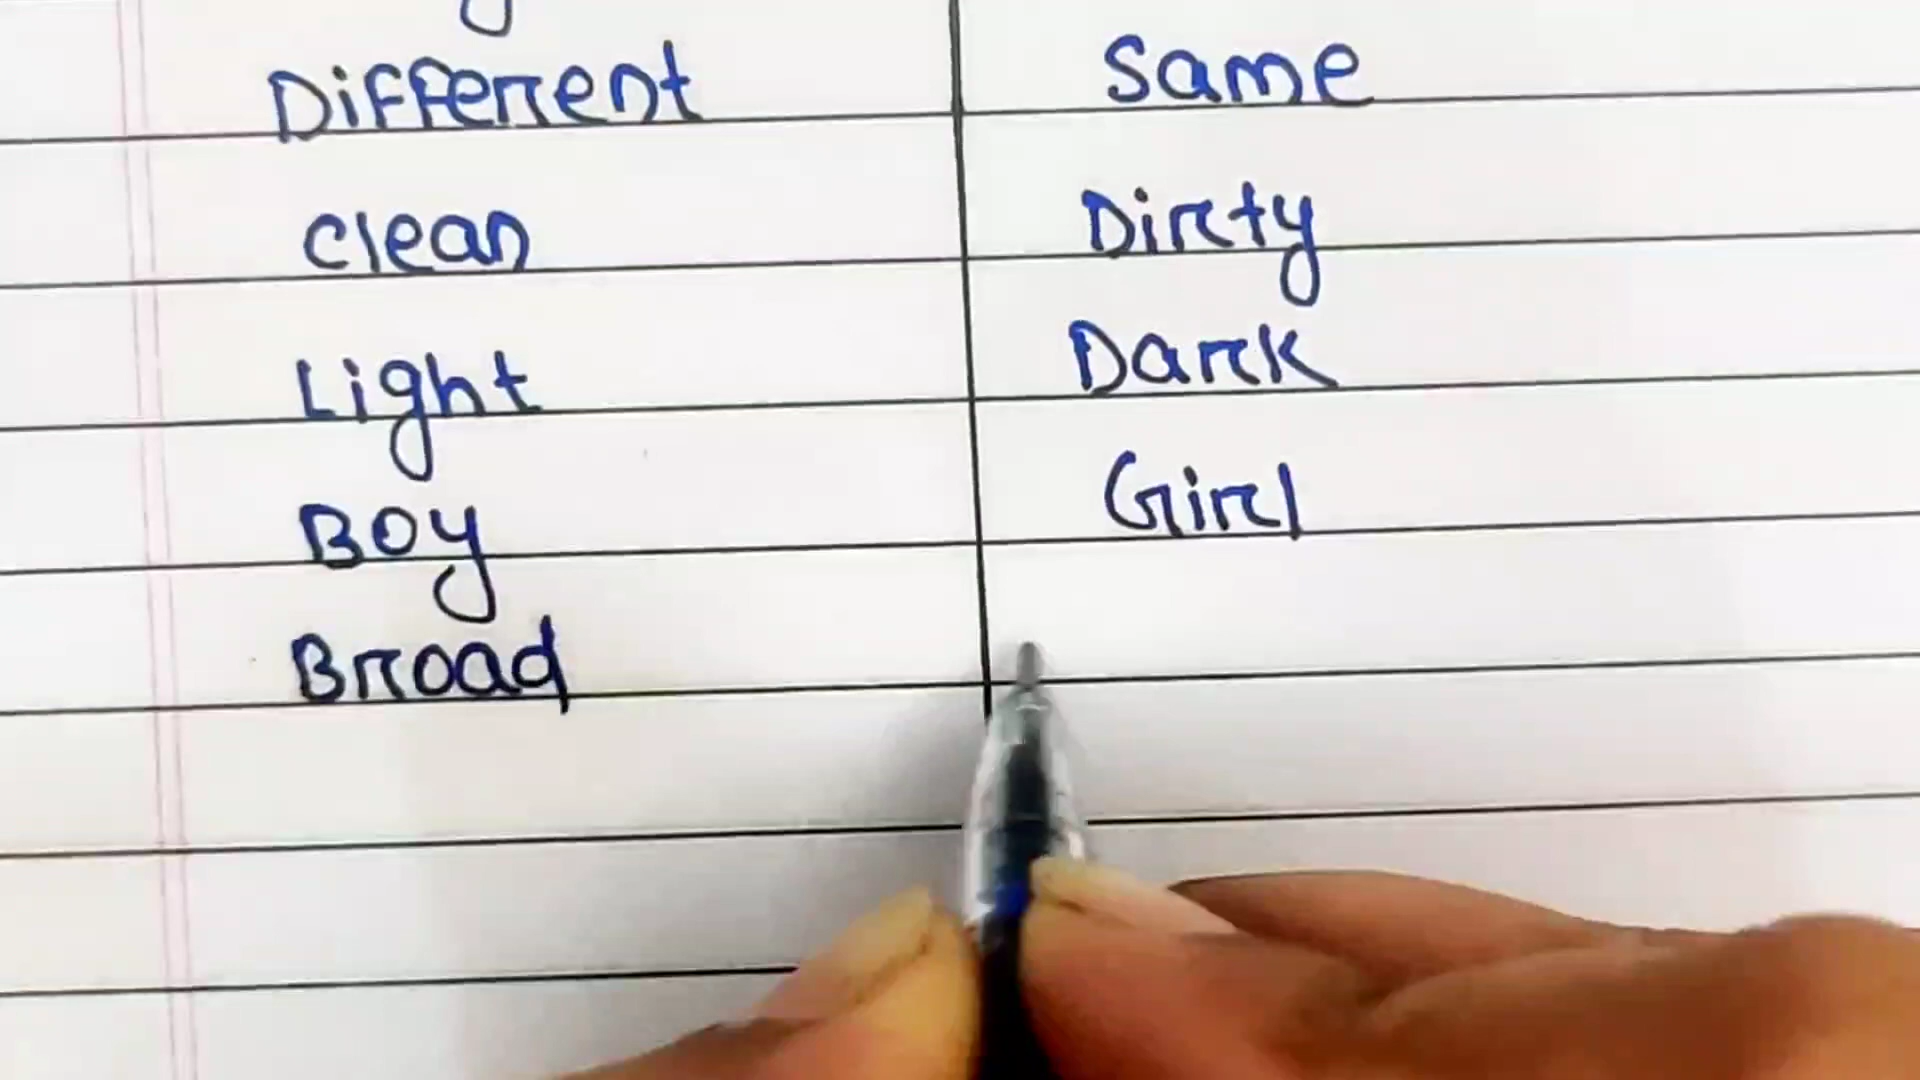 Different Same
Clean Dirty
Light Dark
Boy Girl
Broad